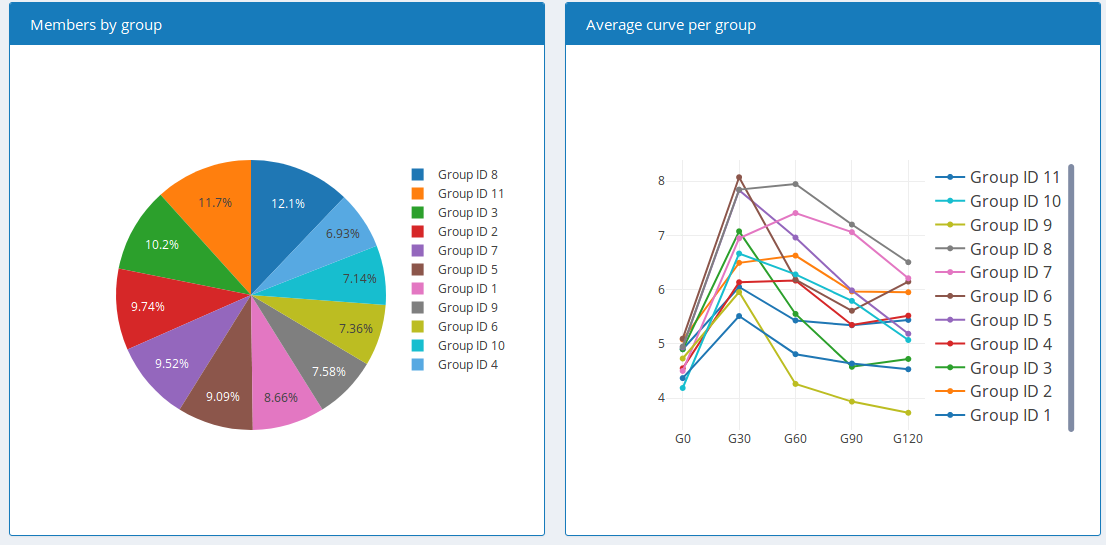 Members by group
12.1%
6.93%
7.14%
7.36%
7.58%
8.66%
9.09%
9.52%
9.74%
10.2%
11.7%
Group ID 8
Group ID 11
Group ID 3
Group ID 2
Group ID 7
Group ID 5
Group ID 1
Group ID 9
Group ID 6
Group ID 10
Group ID 4
Average curve per group
8
7
6
5
4
G0 G30 G60 G90 G120
Group ID 11
Group ID 10
Group ID 9
Group ID 8
Group ID 7
Group ID 6
Group ID 5
Group ID 4
Group ID 3
Group ID 2
Group ID 1